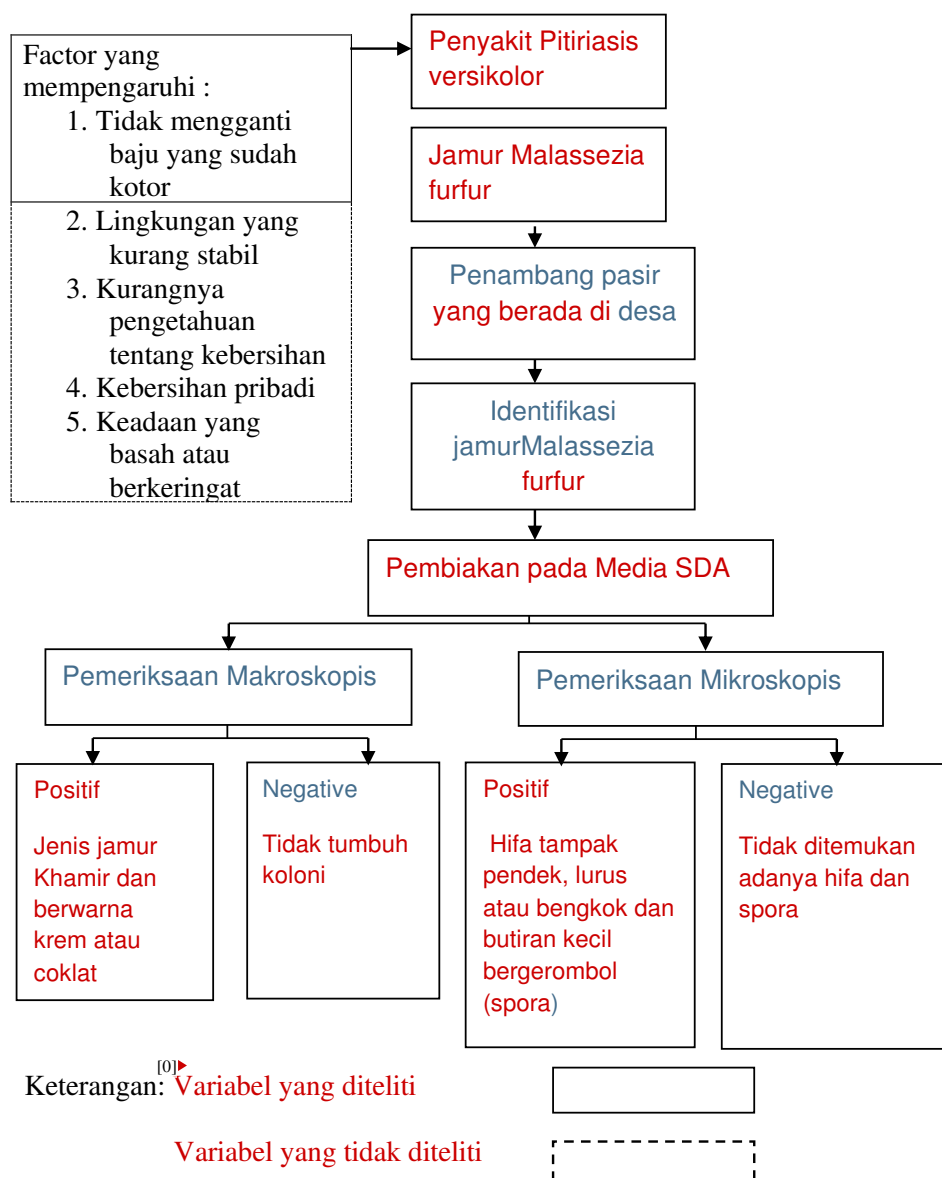 Factor yang
mempengaruhi :
1. Tidak mengganti
baju yang sudah
kotor
2. Lingkungan yang
kurang stabil
3. Kurangnya
pengetahuan
tentang kebersihan
4. Kebersihan pribadi
5. Keadaan yang
basah atau
berkeringat
Penyakit Pitiriasis
versikolor
Jamur Malassezia
furfur
Penambang pasir
yang berada di desa
Identifikasi
jamurMalassezia
furfur
Pembiakan pada Media SDA
Pemeriksaan Makroskopis
Pemeriksaan Mikroskopis
Positif
Jenis jamur
Khamir dan
berwarna
krem atau
coklat
Negative
Tidak tumbuh
koloni
Positif
Hifa tampak
pendek, lurus
atau bengkok dan
butiran kecil
bergerombol
(spora)
Negative
Tidak ditemukan
adanya hifa dan
spora
[0]
Keterangan: Variabel yang diteliti
Variabel yang tidak diteliti